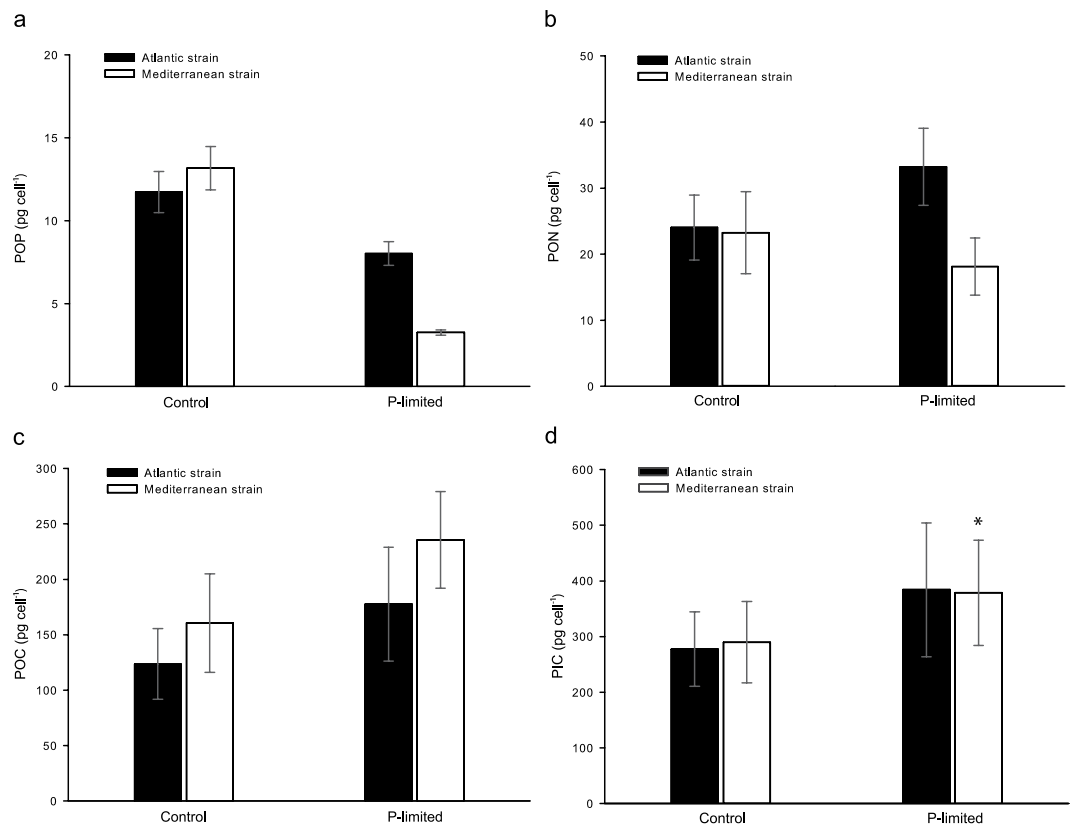 a
20
15
10
5
0
POP (pg cell-1)
Atlantic strain
Mediterranean strain
Control
P-limited
b
50
40
30
20
10
0
PON (pg cell-1)
Atlantic strain
Mediterranean strain
Control
P-limited
c
300
250
200
150
100
50
0
POC (pg cell-1)
Atlantic strain
Mediterranean strain
Control
P-limited
d
600
500
400
300
200
300
000
PIC (pg cell-1)
Atlantic strain
Mediterranean strain
*
Control
P-limited